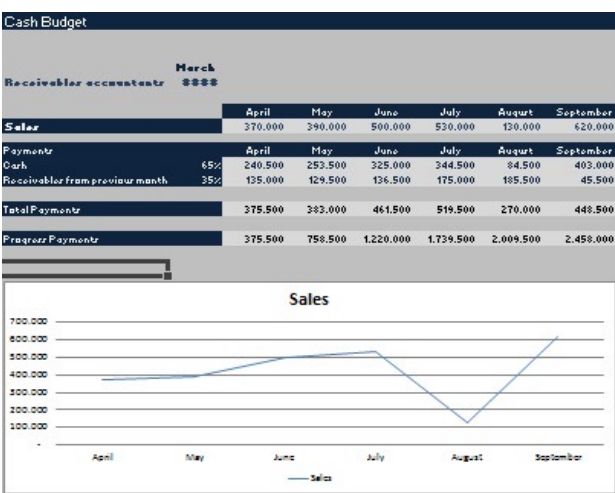 Cash Budget
March
Receivables accountants ####
April May June July August September
Sales 370.000 390.000 500.000 530.000 130.000 620.000
Payments April May June July August September
Cash 65% 240.500 253.500 325.000 344.500 84.500 403.000
Receivables from previous month 35% 135.000 129.500 136.500 175.000 185.500 45.500
Total Payments 375.500 383.000 461.500 519.500 270.000 448.500
Progress Payments 375.500 758.500 1.220.000 1.739.500 2.009.500 2.458.000
Sales
700.000
600.000
500.000
400.000
300.000
200.000
100.000
-
April May June July August September
Sales